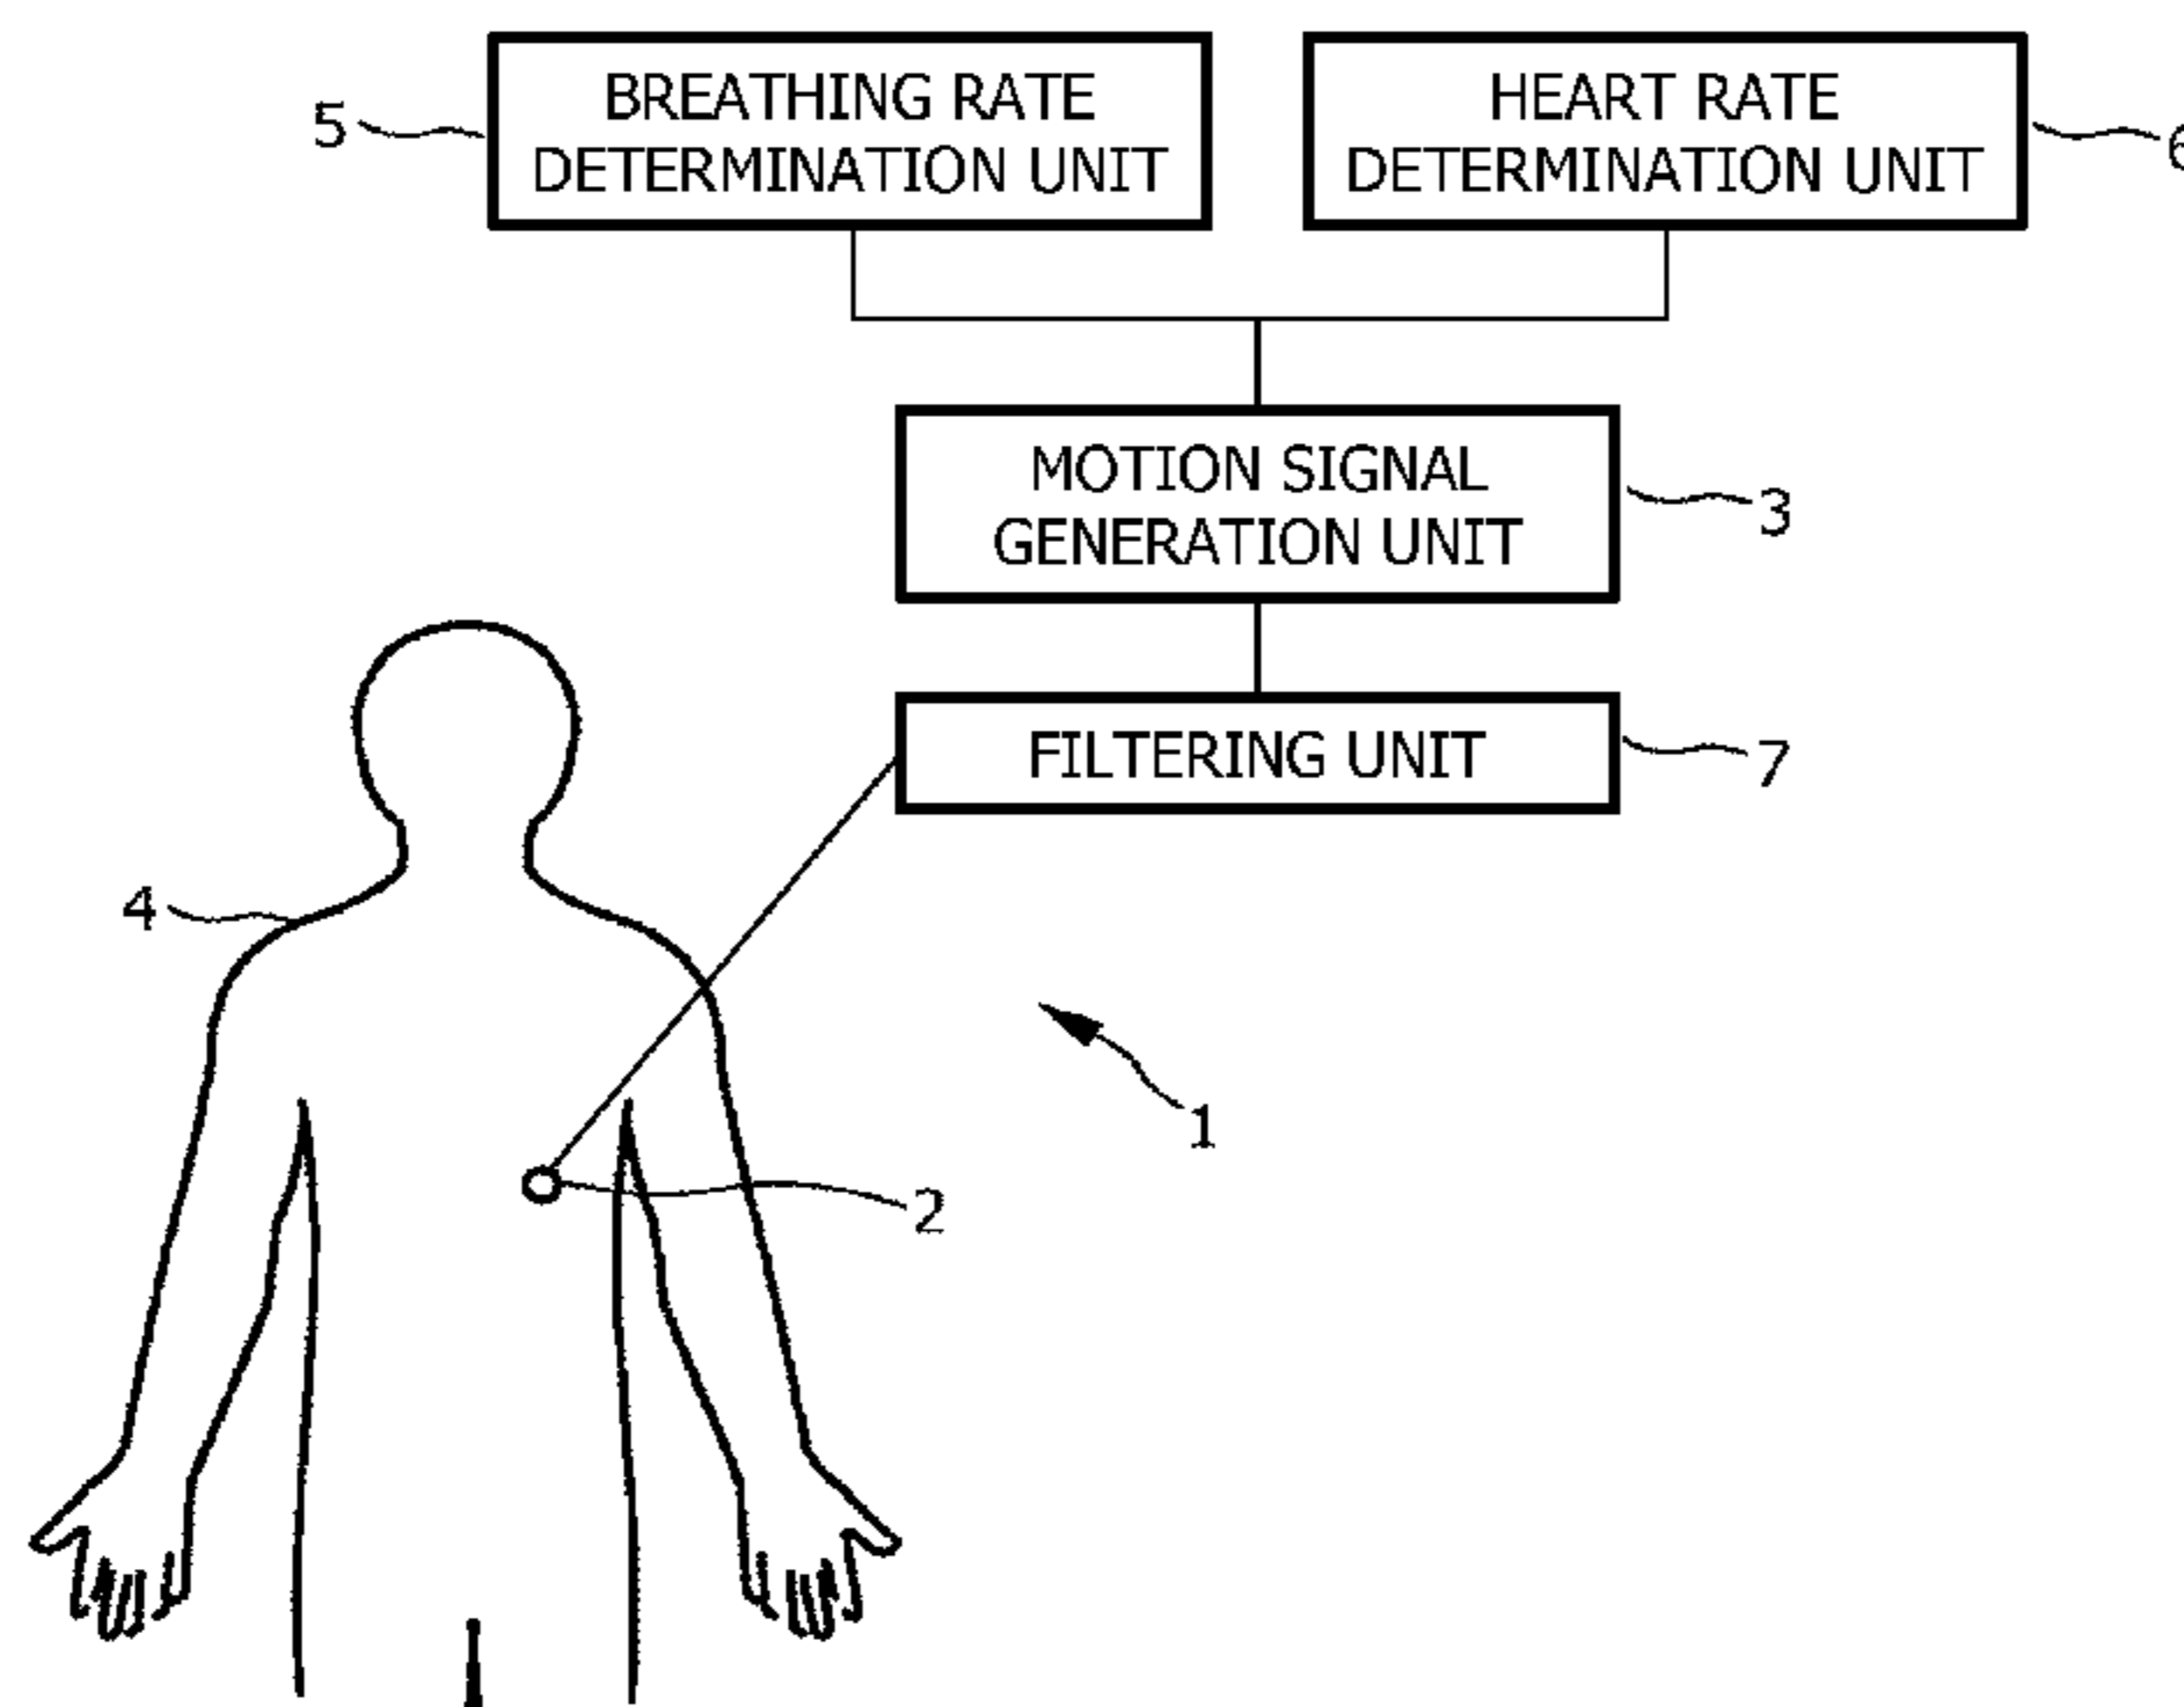 BREATHING RATE
DETERMINATION UNIT
5
HEART RATE
DETERMINATION UNIT
6
MOTION SIGNAL
GENERATION UNIT
3
FILTERING UNIT
7
4
1
2